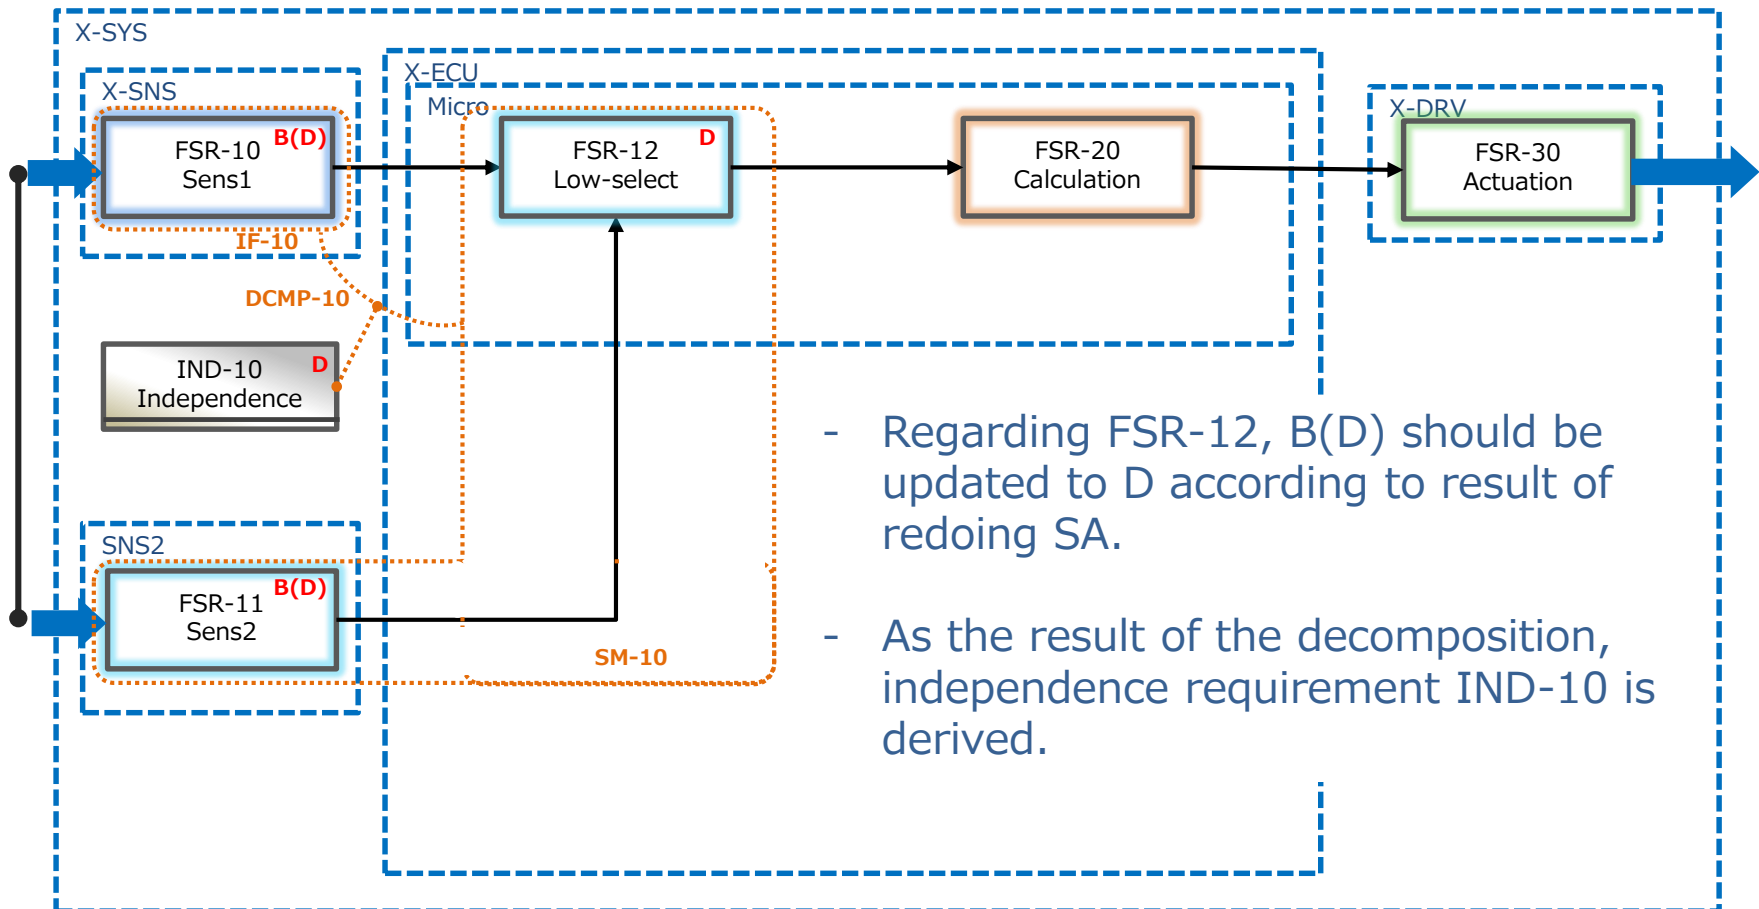 X-SYS
X-SNS
FSR-10
B(D)
Sens1
IF-10
DCMP-10
IND-10
D
Independence
SNS2
FSR-11
B(D)
Sens2
SM-10
X-ECU
Micro
FSR-12
D
Low-select
FSR-20
Calculation
X-DRV
FSR-30
Actuation
- Regarding FSR-12, B(D) should be
updated to D according to result of
redoing SA.
- As the result of the decomposition,
independence requirement IND-10 is
derived.